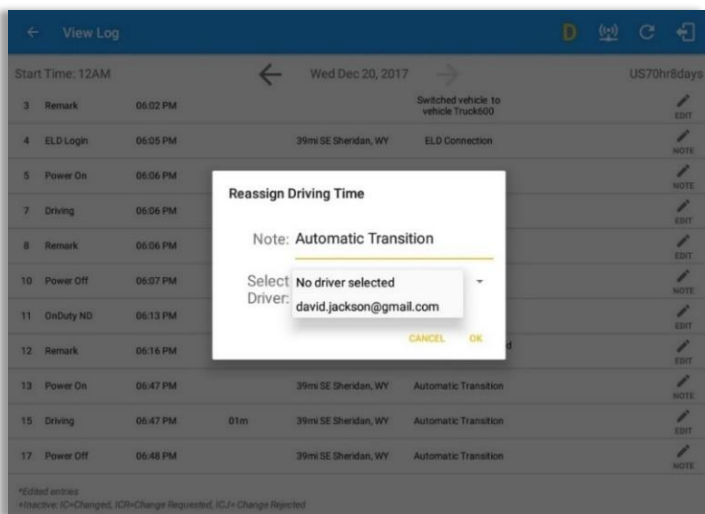 View Log
D
Start Time: 12AM Wed Dec 20, 2017 US70hr8days
3 Remark 06:02 PM Switched vehicle to vehicle Truck600 EDIT
4 ELD Login 06:05 PM 39mi SE Sheridan, WY ELD Connection NOTE
5 Power On 06:06 PM NOTE
7 Driving 06:06 PM EDIT
8 Remark 06:06 PM EDIT
10 Power Off 06:07 PM NOTE
11 OnDuty ND 06:13 PM EDIT
12 Remark 06:16 PM d EDIT
13 Power On 06:47 PM 39mi SE Sheridan, WY Automatic Transition NOTE
15 Driving 06:47 PM 01m 39mi SE Sheridan, WY Automatic Transition EDIT
17 Power Off 06:48 PM 39mi SE Sheridan, WY Automatic Transition NOTE
*Edited entries
+Inactive: IC=Changed, ICR=Change Requested, ICJ= Change Rejected
Reassign Driving Time
Note: Automatic Transition
Select Driver:
No driver selected
david.jackson@gmail.com
CANCEL OK